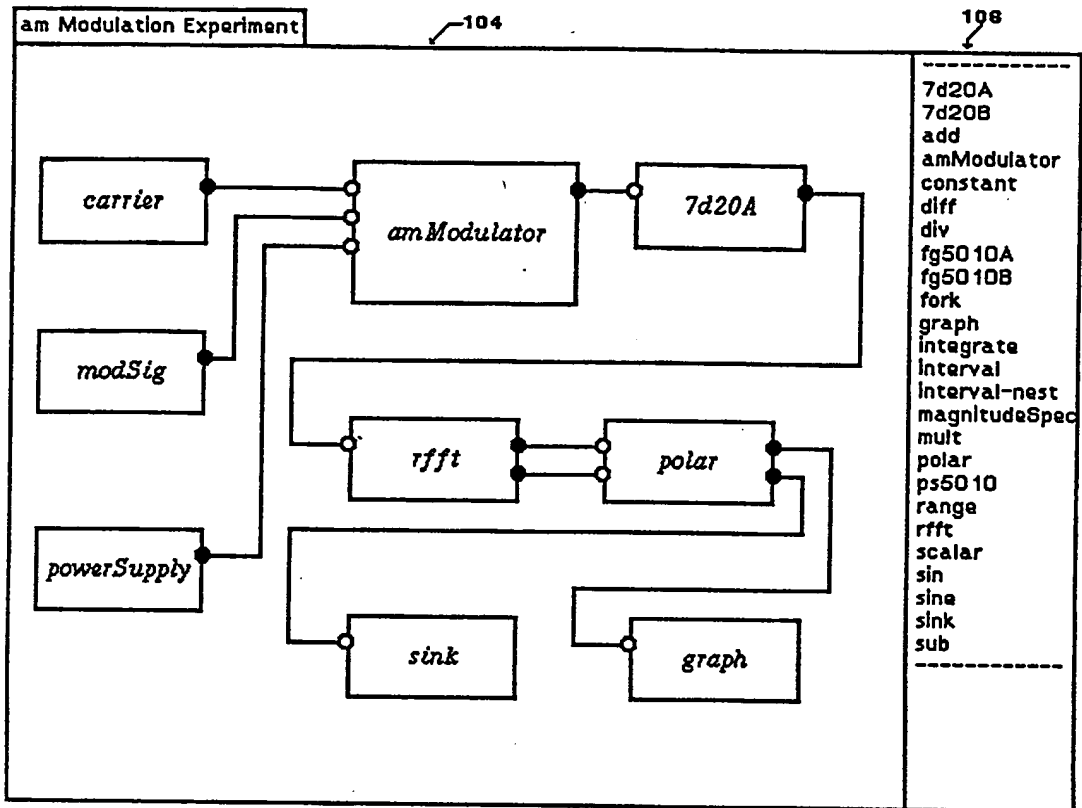 am Modulation Experiment
104
106
carrier
amModulator
7d20A
modSig
rfft
polar
powerSupply
sink
graph
7d20A
7d20B
add
amModulator
constant
diff
div
fg5010A
fg5010B
fork
graph
integrate
interval
interval-nest
magnitudeSpec
mult
polar
ps5010
range
rfft
scalar
sin
sine
sink
sub